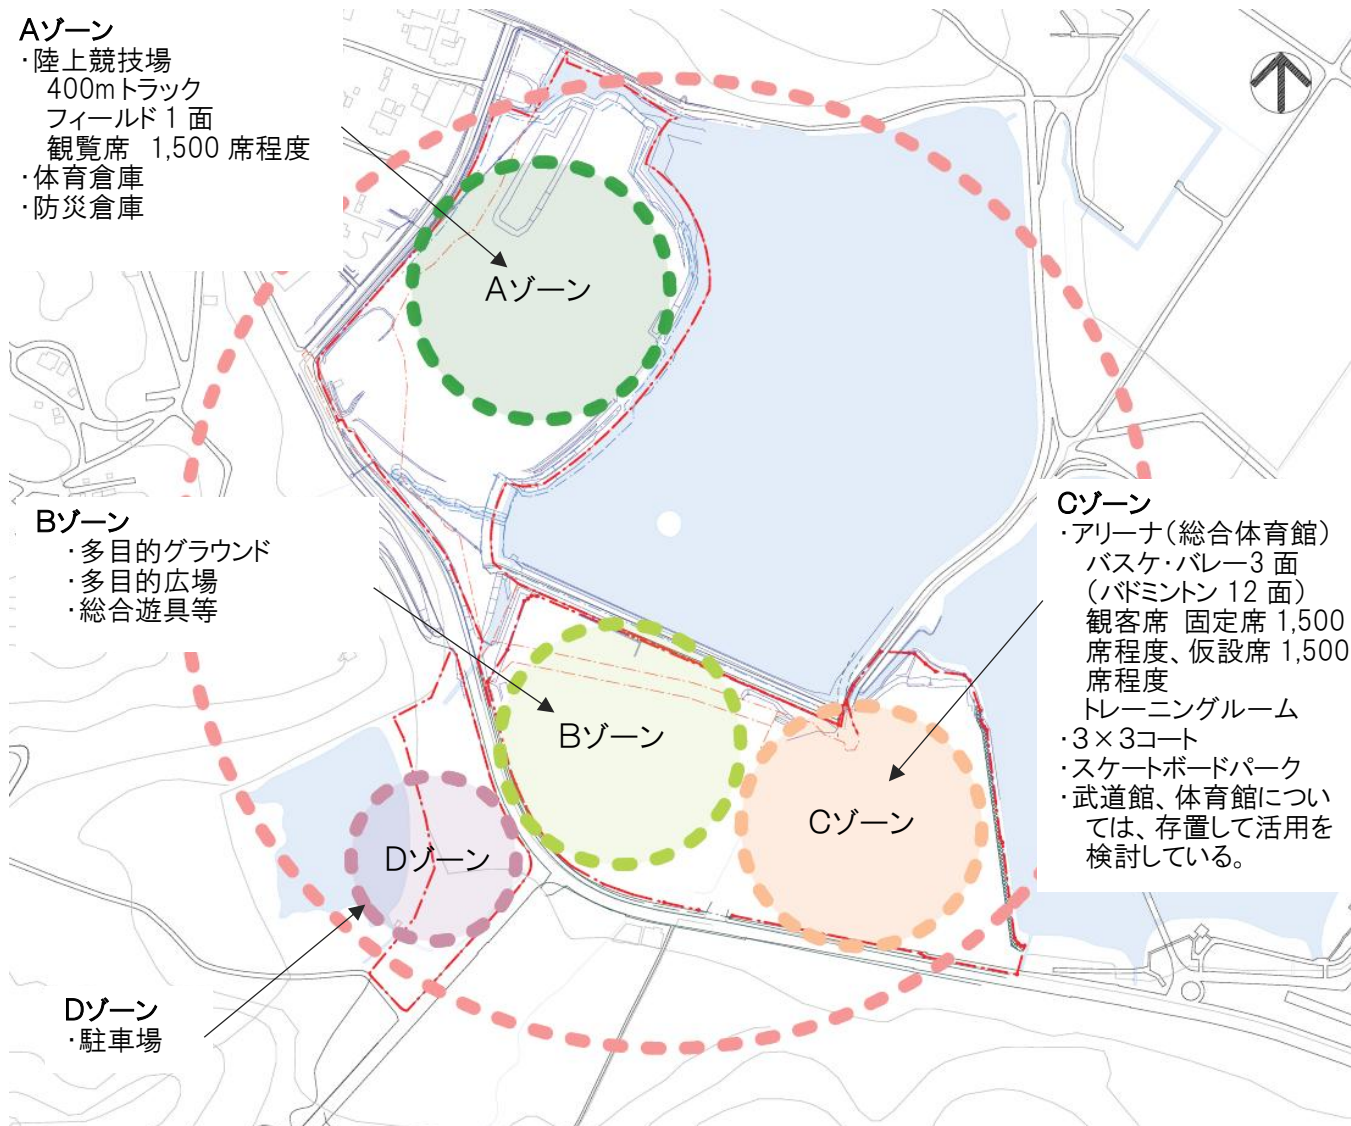 Aゾーン
・陸上競技場
400mトラック
フィールド1面
観覧席 1,500席程度
・体育倉庫
・防災倉庫
Aゾーン
Bゾーン
・多目的グラウンド
・多目的広場
・総合遊具等
Cゾーン
・アリーナ(総合体育館)
バスケ・バレー3面
(バドミントン12面)
観客席 固定席1,500
席程度、仮設席1,500
席程度
トレーニングルーム
・3×3コート
・スケートボードパーク
・武道館、体育館につい
ては、存置して活用を
検討している。
Bゾーン
Cゾーン
Dゾーン
Dゾーン
・駐車場